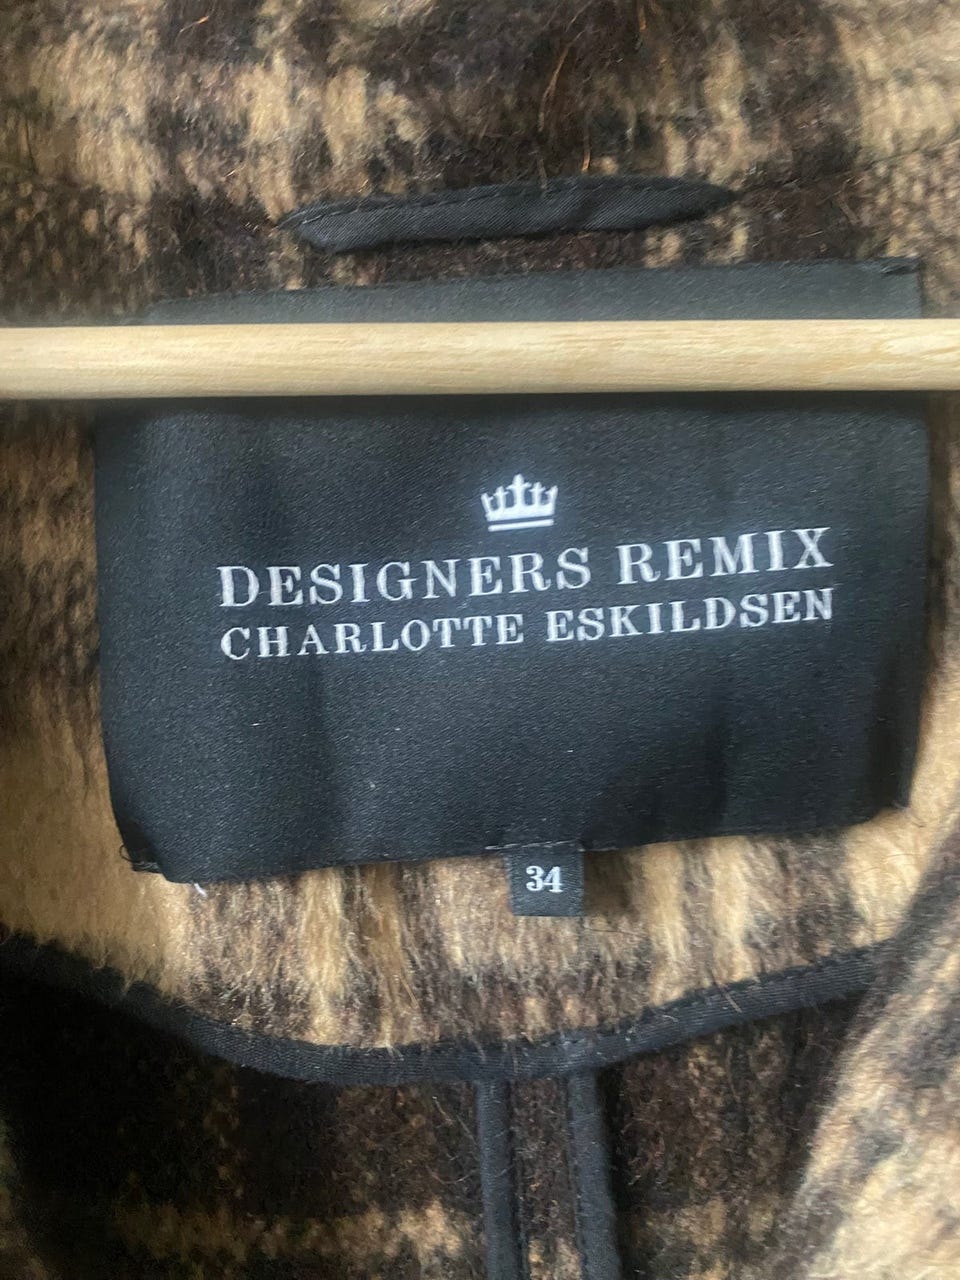 DESIGNERS REMIX
CHARLOTTE ESKILDSEN
34